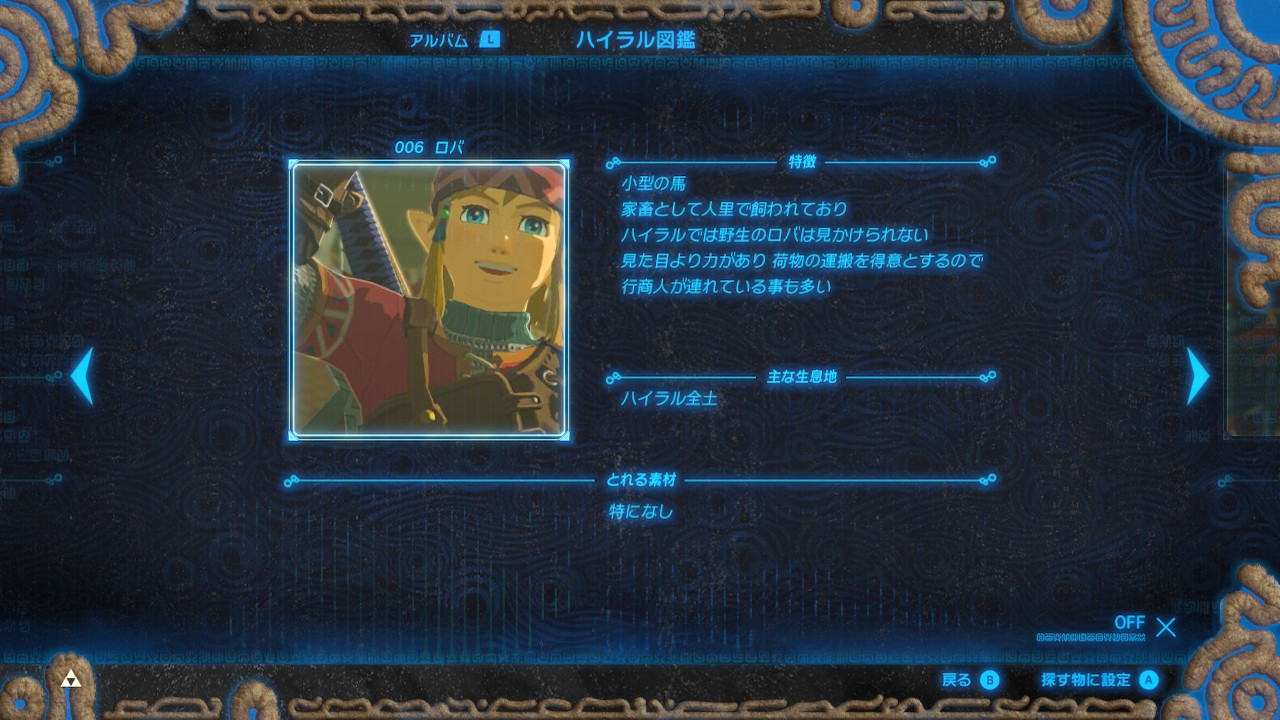 アルバム L
ハイラル図鑑
006 ロバ
特徴
小型の馬
家畜として人里で飼われており
ハイラルでは野生のロバは見かけられない
見た目より力があり 荷物の運搬を得意とするので
行商人が連れている事も多い
主な生息地
ハイラル全土
とれる素材
特になし
OFF
戻る B
探す物に設定 A